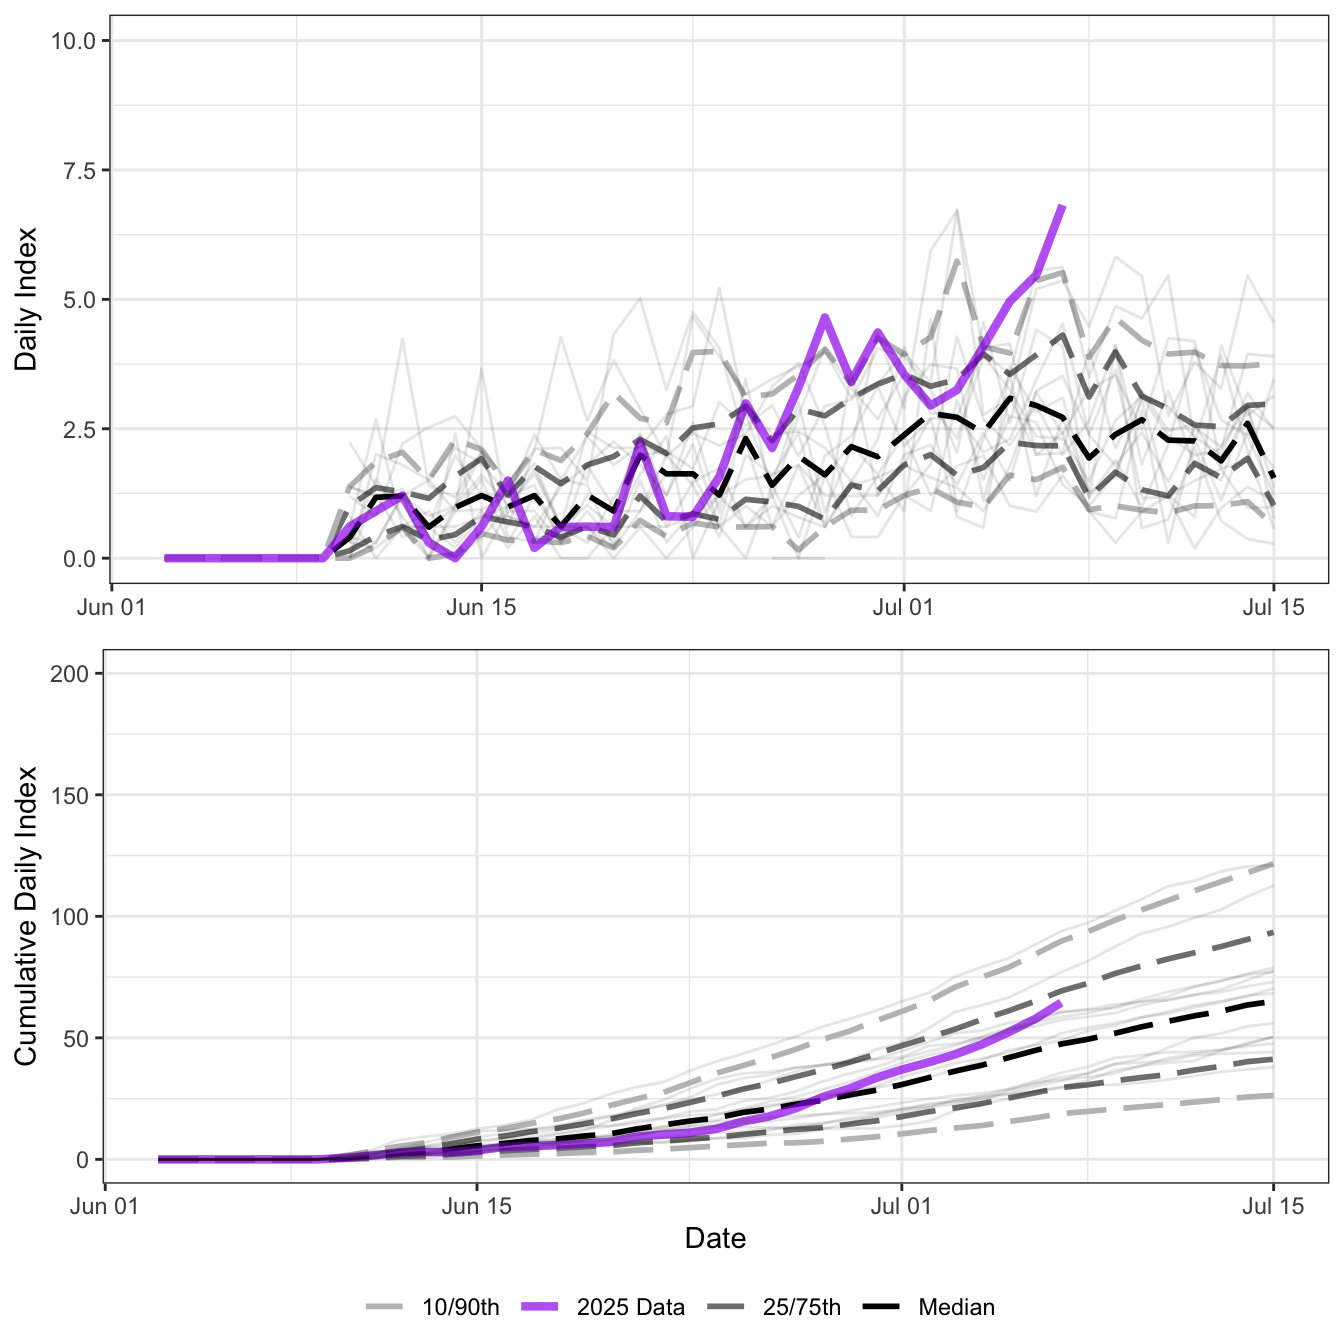 Daily Index
10.0
7.5
5.0
2.5
0.0
Jun 01 Jun 15 Jul 01 Jul 15
Cumulative Daily Index
200
150
100
50
0
Jun 01 Jun 15 Jul 01 Jul 15
Date
10/90th 2025 Data 25/75th Median